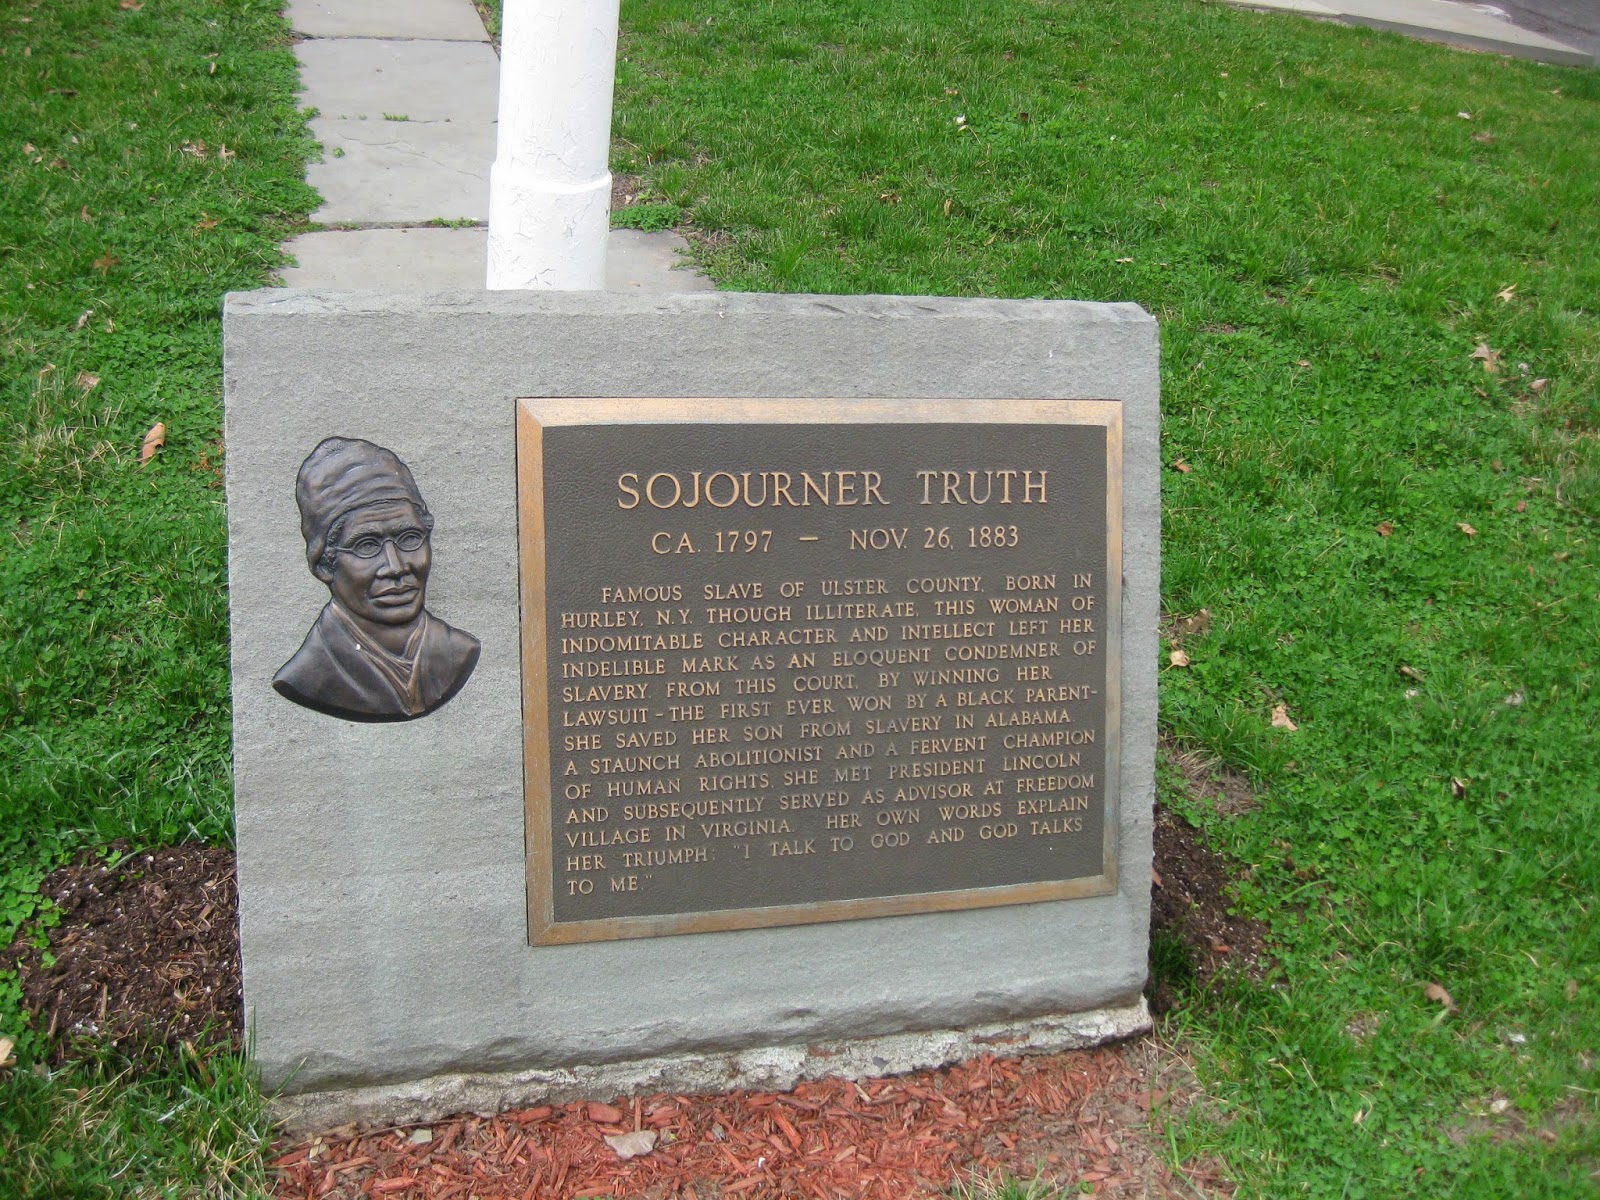 SOJOURNER TRUTH
CA. 1797 — NOV. 26, 1883
FAMOUS SLAVE OF ULSTER COUNTY, BORN IN
HURLEY, N.Y. THOUGH ILLITERATE, THIS WOMAN OF
INDOMITABLE CHARACTER AND INTELLECT LEFT HER
INDELIBLE MARK AS AN ELOQUENT CONDEMNER OF
SLAVERY. FROM THIS COURT, BY WINNING HER
LAWSUIT - THE FIRST EVER WON BY A BLACK PARENT-
SHE SAVED HER SON FROM SLAVERY IN ALABAMA.
A STAUNCH ABOLITIONIST AND A FERVENT CHAMPION
OF HUMAN RIGHTS, SHE MET PRESIDENT LINCOLN
AND SUBSEQUENTLY SERVED AS ADVISOR AT FREEDOM
VILLAGE IN VIRGINIA. HER OWN WORDS EXPLAIN
HER TRIUMPH: "I TALK TO GOD AND GOD TALKS
TO ME."